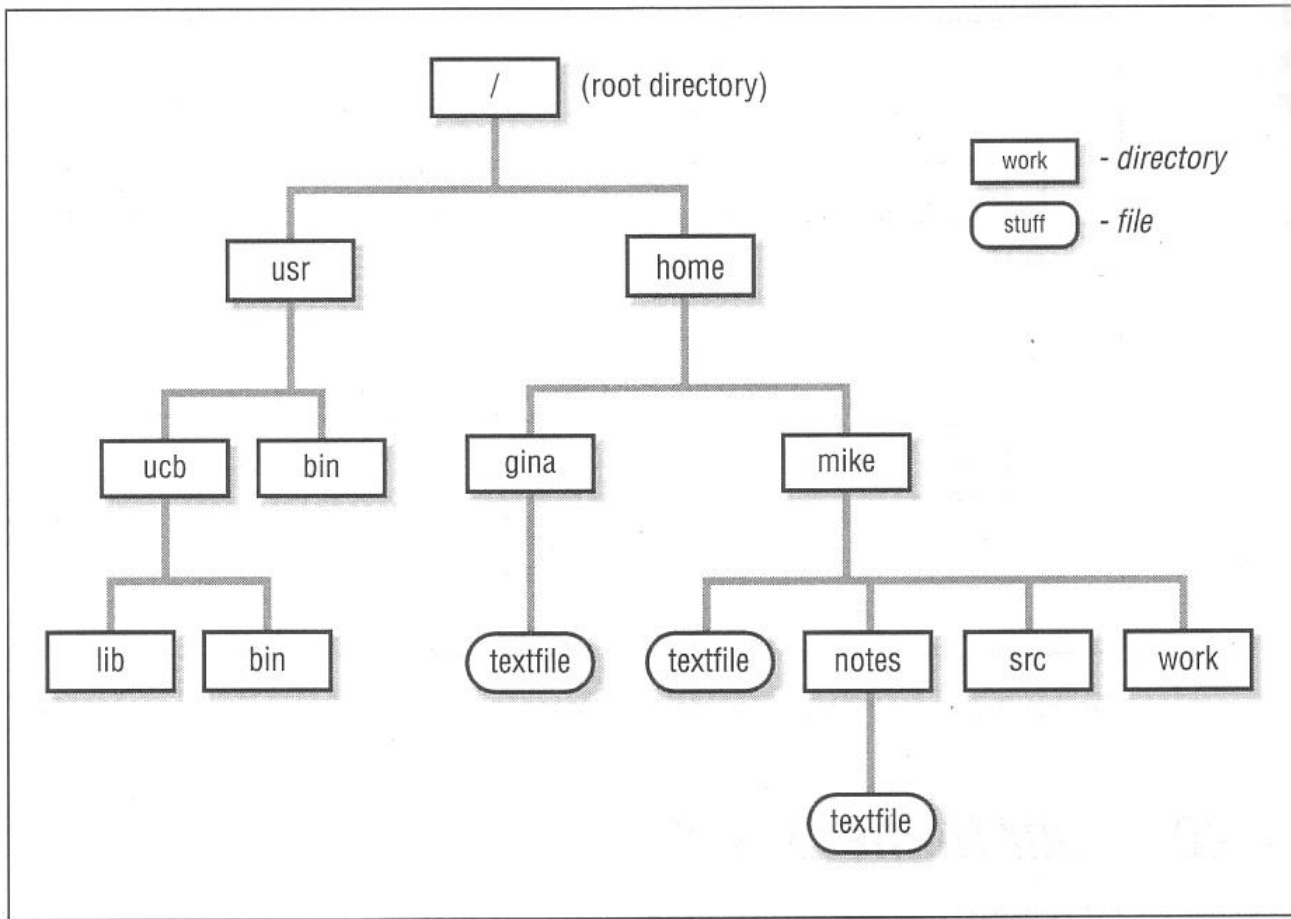 / (root directory)
work - directory
stuff - file
usr home
ucb bin gina mike
lib bin textfile textfile notes src work
textfile